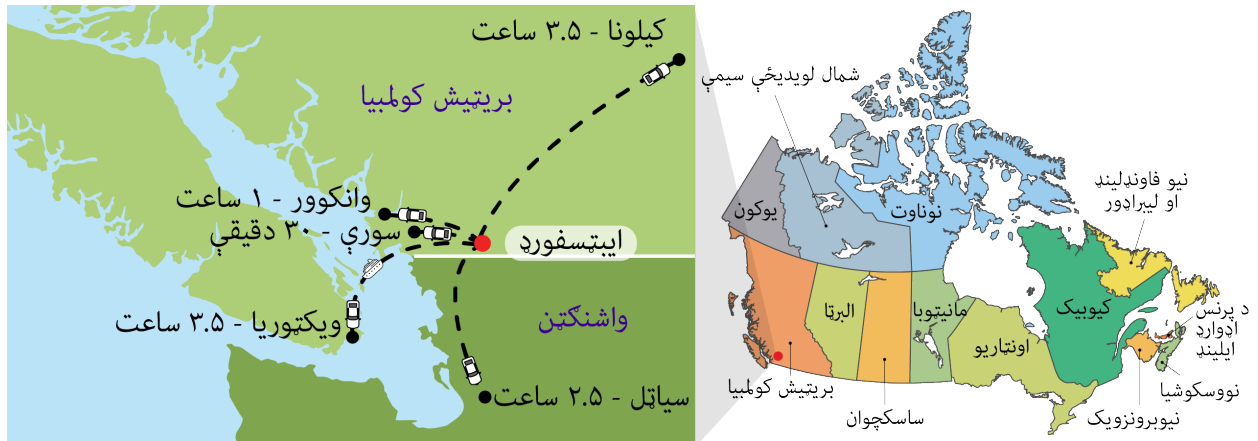 کیلونا - ۳.۵ ساعت
بریټیش کولمبیا
وانکوور - ۱ ساعت
سورې - ۳۰ دقیقې
ایبټسفورډ
واشنګټن
ویکټوریا - ۳.۵ ساعت
سیاټل - ۲.۵ ساعت
شمال لویدیځې سیمې
یوکون
نوناوت
نیو فاونډلینډ
او لیبراډور
البرټا
مانیټوبا
کیوبیک
اونټاریو
د پرنس
اډوارډ
ایلینډ
نووسکوشیا
نیوبرونزویک
بریټیش کولمبیا
ساسکچوان